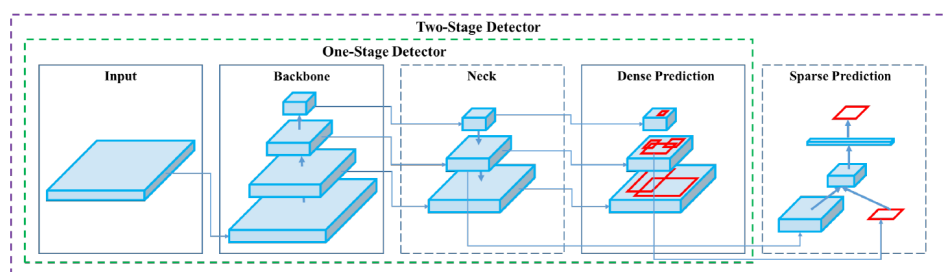 Two-Stage Detector
One-Stage Detector
Input
Backbone
Neck
Dense Prediction
Sparse Prediction